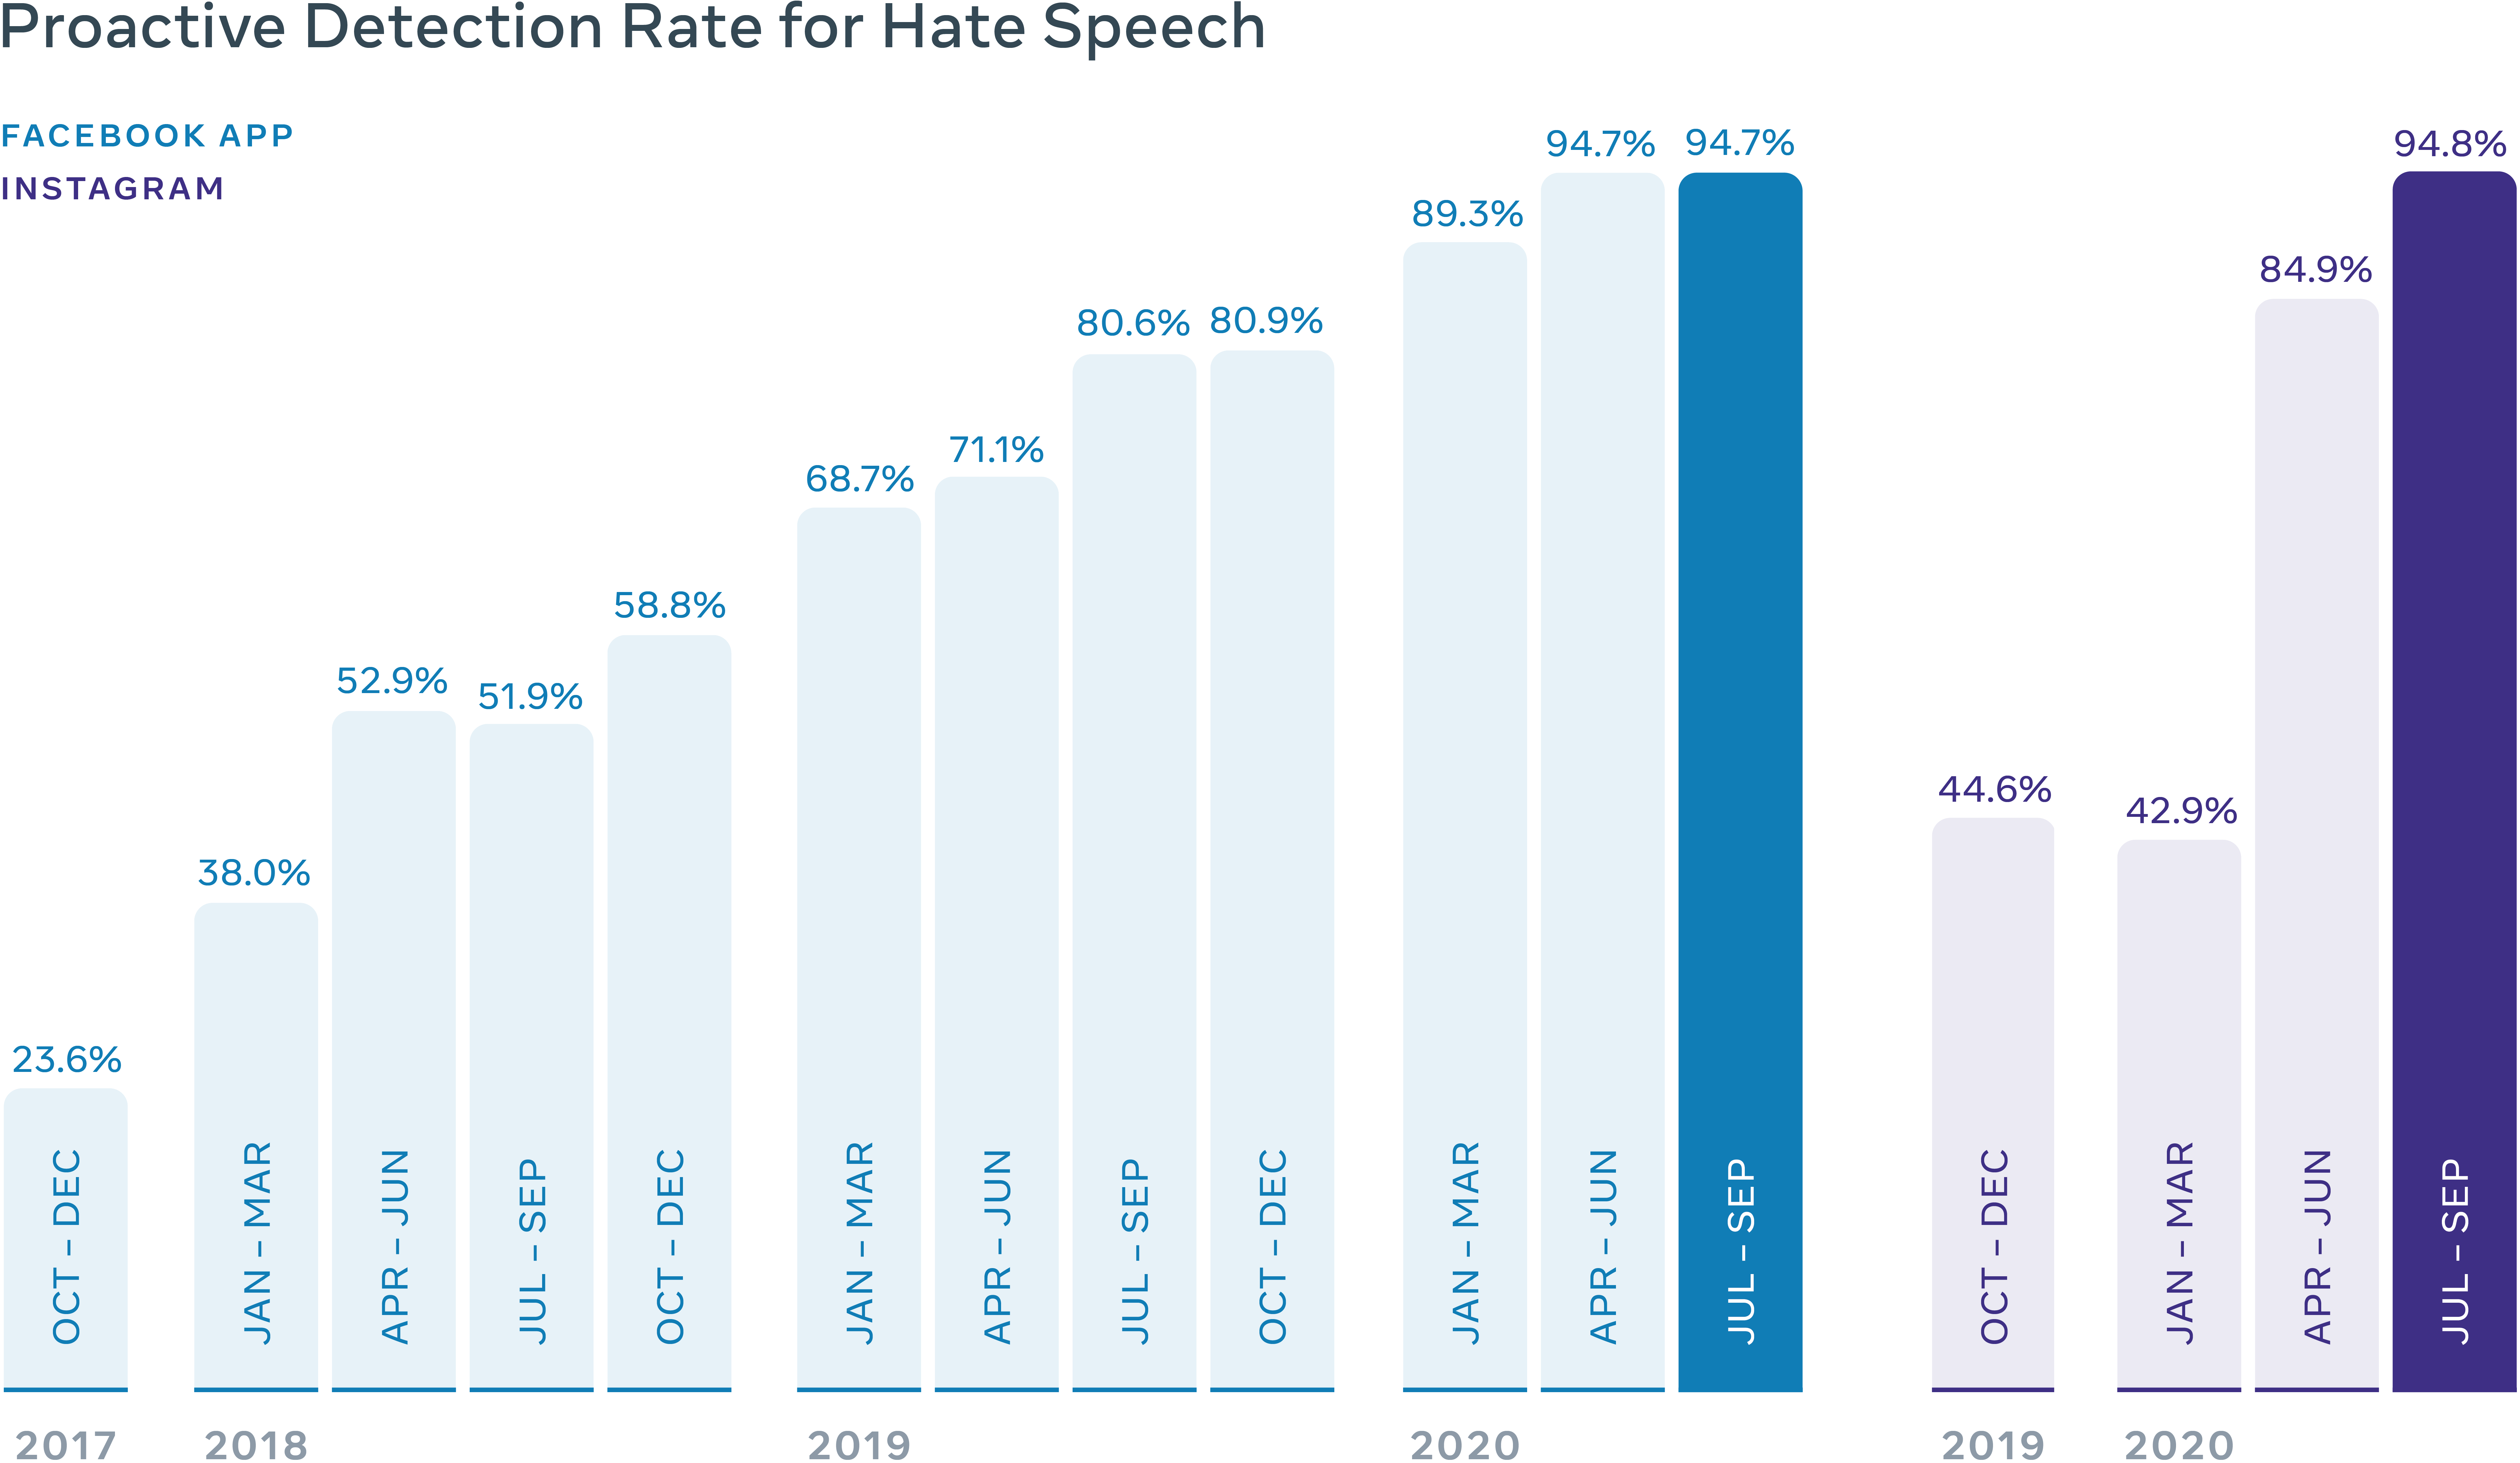 Proactive Detection Rate for Hate Speech
FACEBOOK APP
INSTAGRAM
23.6%
38.0%
52.9%
51.9%
58.8%
68.7%
71.1%
80.6%
80.9%
89.3%
94.7%
94.7%
44.6%
42.9%
84.9%
94.8%
OCT – DEC
JAN – MAR
APR – JUN
JUL – SEP
OCT – DEC
JAN – MAR
APR – JUN
JUL – SEP
OCT – DEC
JAN – MAR
APR – JUN
JUL – SEP
OCT – DEC
JAN – MAR
APR – JUN
JUL – SEP
2017
2018
2019
2020
2019
2020